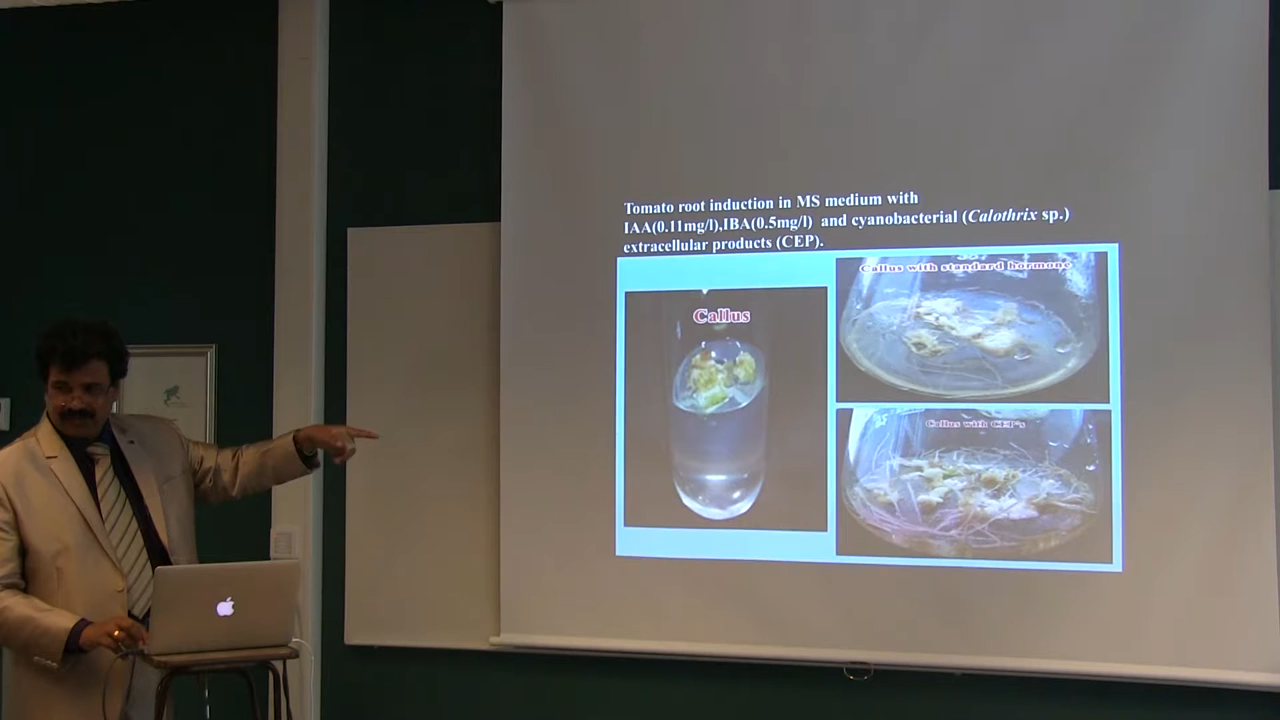 Tomato root induction in MS medium with
IAA(0.11mg/l),IBA(0.5mg/l) and cyanobacterial (Calothrix sp.)
extracellular products (CEP).
Callus
Callus with standard hormone
Callus with CEP's